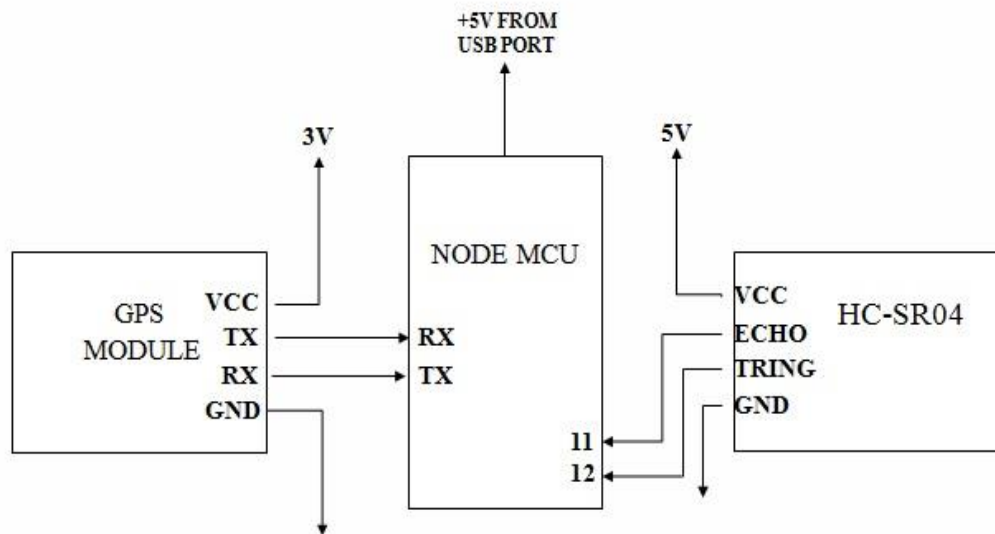 +5V FROM
USB PORT
3V
5V
NODE MCU
GPS
MODULE
VCC
TX
RX
GND
RX
TX
11
12
VCC
ECHO
TRING
GND
HC-SR04